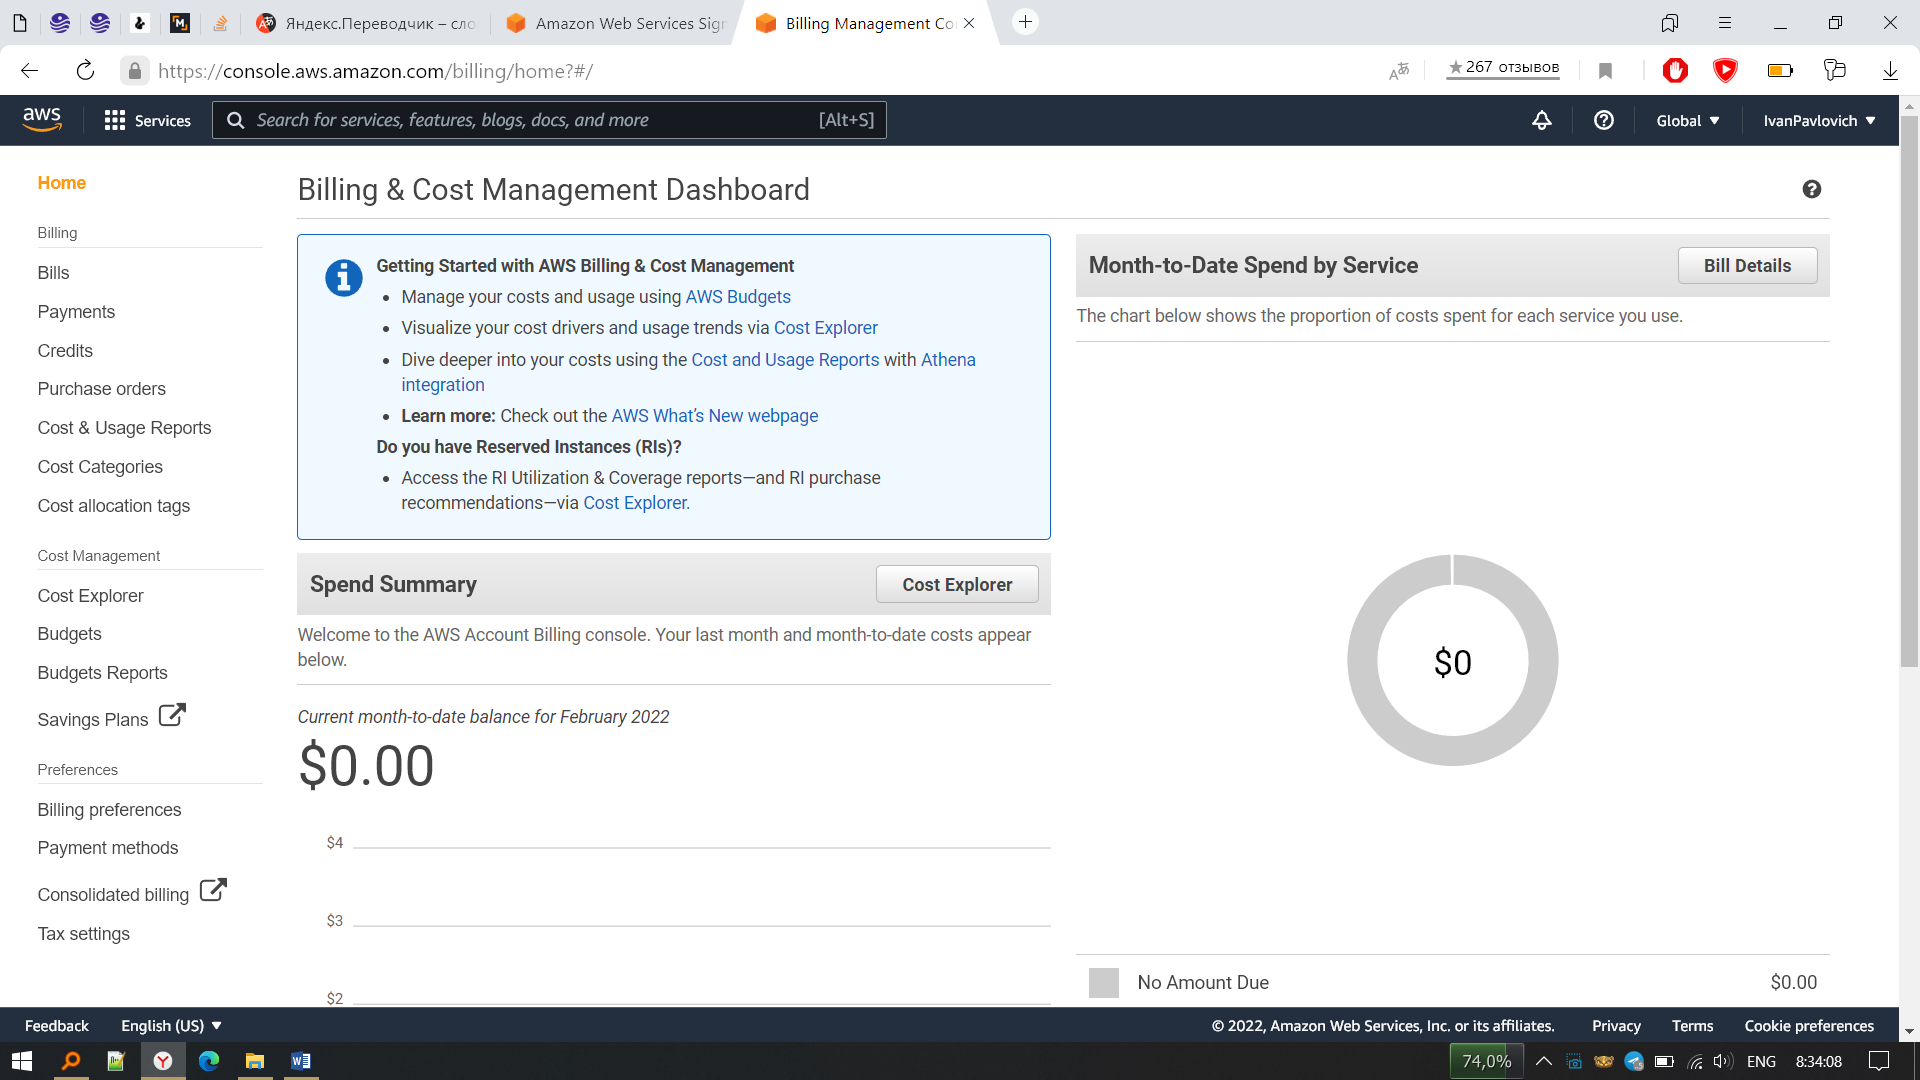 Яндекс.Переводчик – сло
Amazon Web Services Sign
Billing Management Co
https://console.aws.amazon.com/billing/home?#/
267 отзывов
aws
Services
Search for services, features, blogs, docs, and more
[Alt+S]
Global
IvanPavlovich
Home
Billing
Bills
Payments
Credits
Purchase orders
Cost & Usage Reports
Cost Categories
Cost allocation tags
Cost Management
Cost Explorer
Budgets
Budgets Reports
Savings Plans
Preferences
Billing preferences
Payment methods
Consolidated billing
Tax settings
Billing & Cost Management Dashboard
Getting Started with AWS Billing & Cost Management
• Manage your costs and usage using AWS Budgets
• Visualize your cost drivers and usage trends via Cost Explorer
• Dive deeper into your costs using the Cost and Usage Reports with Athena
integration
• Learn more: Check out the AWS What's New webpage
Do you have Reserved Instances (RIs)?
• Access the RI Utilization & Coverage reports—and RI purchase
recommendations—via Cost Explorer.
Spend Summary
Cost Explorer
Welcome to the AWS Account Billing console. Your last month and month-to-date costs appear
below.
Current month-to-date balance for February 2022
$0.00
$4
$3
$2
Month-to-Date Spend by Service
Bill Details
The chart below shows the proportion of costs spent for each service you use.
$0
No Amount Due
$0.00
Feedback
English (US)
© 2022, Amazon Web Services, Inc. or its affiliates.
Privacy
Terms
Cookie preferences
74,0%
ENG
8:34:08